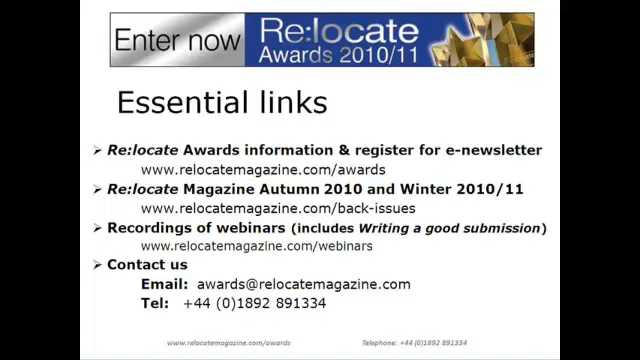 Enter now
Re:locate
Awards 2010/11
Essential links
Re:locate Awards information & register for e-newsletter
www.relocatemagazine.com/awards
Re:locate Magazine Autumn 2010 and Winter 2010/11
www.relocatemagazine.com/back-issues
Recordings of webinars (includes Writing a good submission)
www.relocatemagazine.com/webinars
Contact us
Email: awards@relocatemagazine.com
Tel: +44 (0)1892 891334
www.relocatemagazine.com/awards Telephone: +44 (0)1892 891334